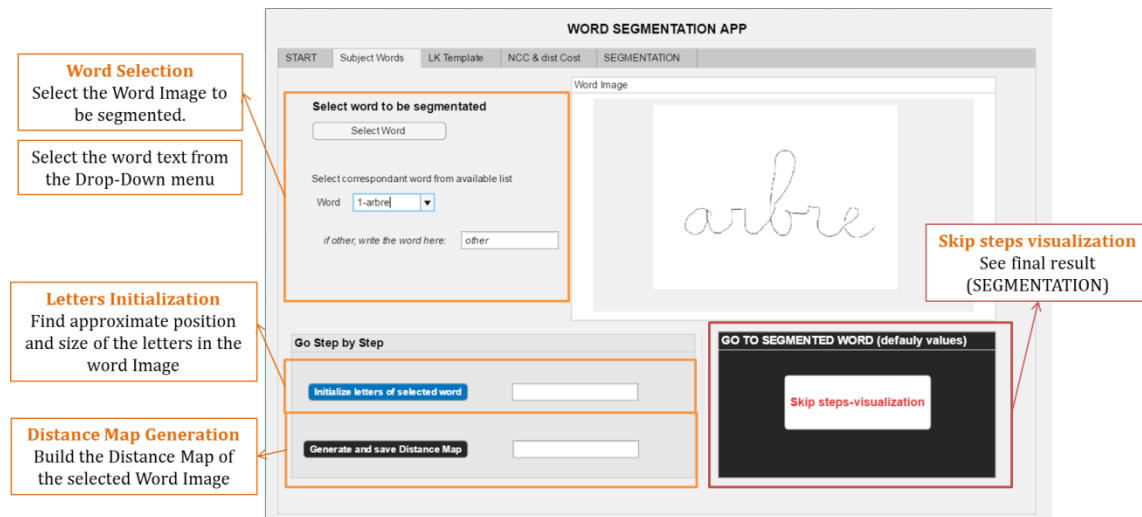 WORD SEGMENTATION APP
START
Subject Words
LK Template
NCC & dist Cost
SEGMENTATION
Word Selection
Select the Word Image to
be segmented.
Select the word text from
the Drop-Down menu
Select word to be segmentated
Select Word
Select correspondant word from available list
Word
1-arbre
if other, write the word here:
other
Word Image
arbre
Skip steps visualization
See final result
(SEGMENTATION)
Letters Initialization
Find approximate position
and size of the letters in the
word Image
Go Step by Step
Initialize letters of selected word
Distance Map Generation
Build the Distance Map of
the selected Word Image
Generate and save Distance Map
GO TO SEGMENTED WORD (defauly values)
Skip steps-visualization